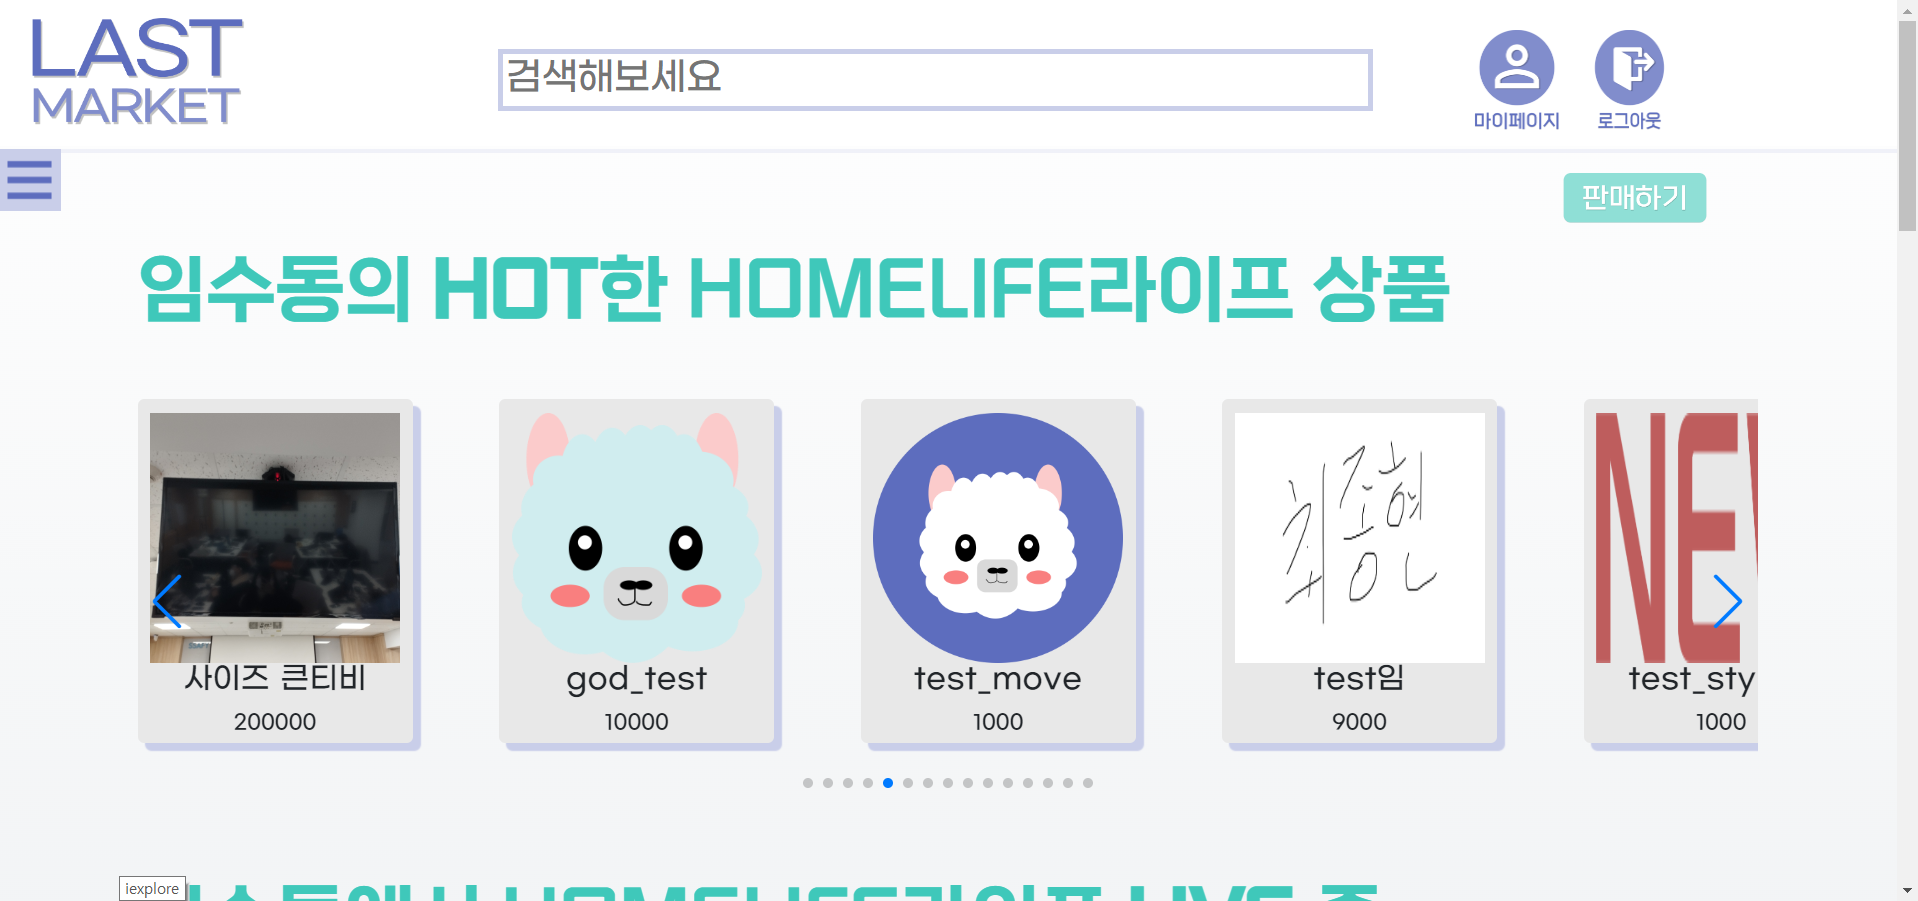 LAST
MARKET
검색해보세요
마이페이지
로그아웃
판매하기
임수동의 HOT한 HOMELIFE라이프 상품
사이즈 큰티비
200000
god_test
10000
test_move
1000
test임
9000
NEW
test_sty
1000
iexplore